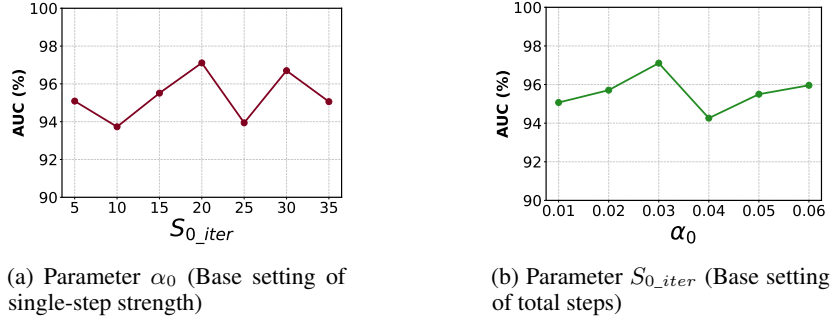 100
98
96
94
92
90
AUC (%)
5 10 15 20 25 30 35
S0_iter
(a) Parameter α0 (Base setting of
single-step strength)
100
98
96
94
92
90
AUC (%)
0.01 0.02 0.03 0.04 0.05 0.06
α0
(b) Parameter S0_iter (Base setting
of total steps)